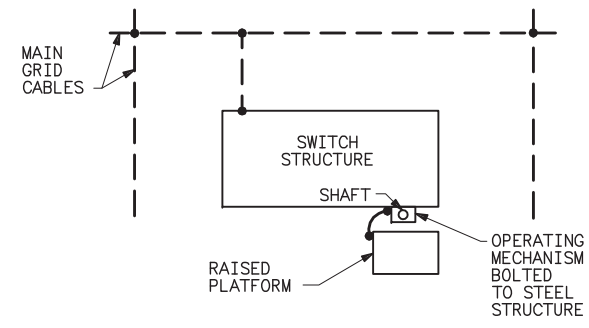 MAIN
GRID
CABLES
SWITCH
STRUCTURE
SHAFT
RAISED
PLATFORM
OPERATING
MECHANISM
BOLTED
TO STEEL
STRUCTURE